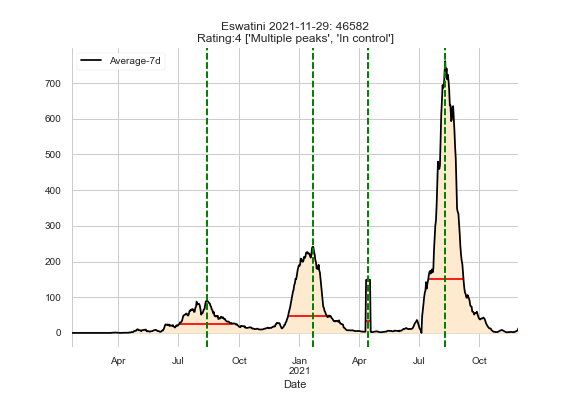 Eswatini 2021-11-29: 46582
Rating:4 ['Multiple peaks', 'In control']
Average-7d
700
600
500
400
300
200
100
0
Apr Jul Oct Jan Apr Jul Oct
2021
Date